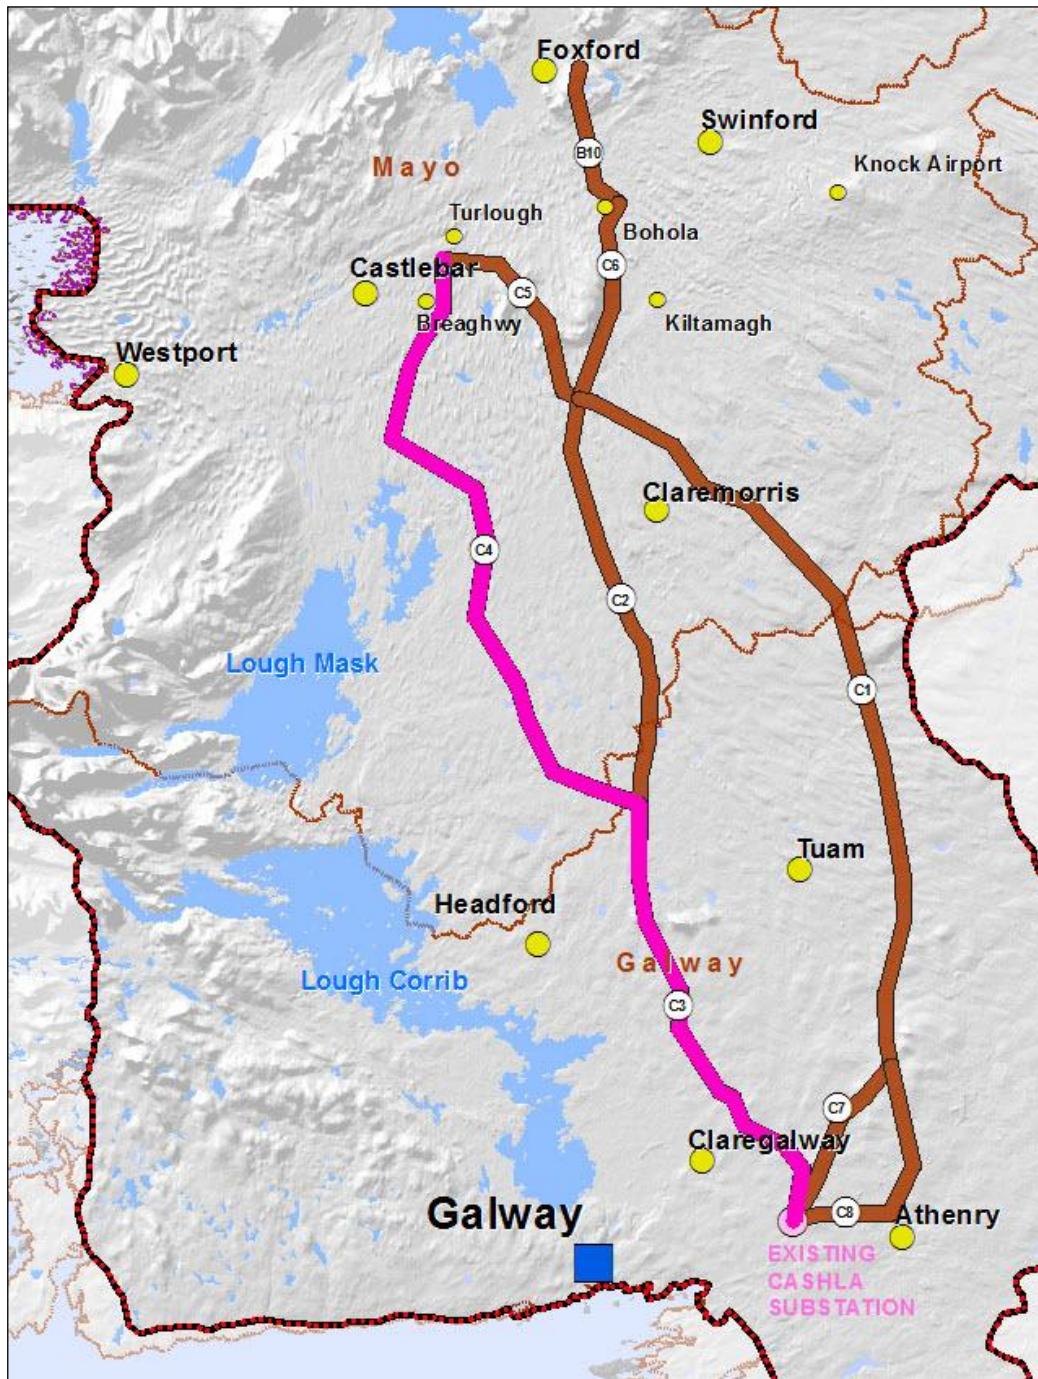 Foxford
Swinford
B10
Mayo
Knock Airport
Turlough
Bohola
Castlebar
C6
C5
Breaghwy
Kiltamagh
Westport
Claremorris
C4
C2
Lough Mask
C1
Tuam
Headford
Galway
Lough Corrib
C3
C7
Claregalway
Galway
C8
Athenry
EXISTING
CASHLA
SUBSTATION